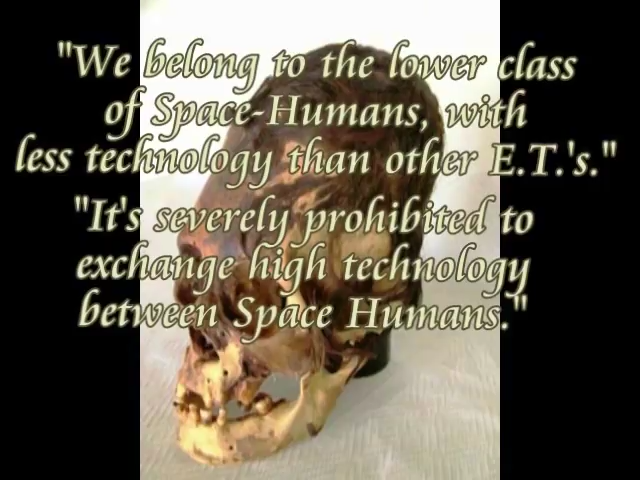 "We belong to the lower class
of Space-Humans, with
less technology than other E.T.'s."
"It's severely prohibited to
exchange high technology
between Space Humans."